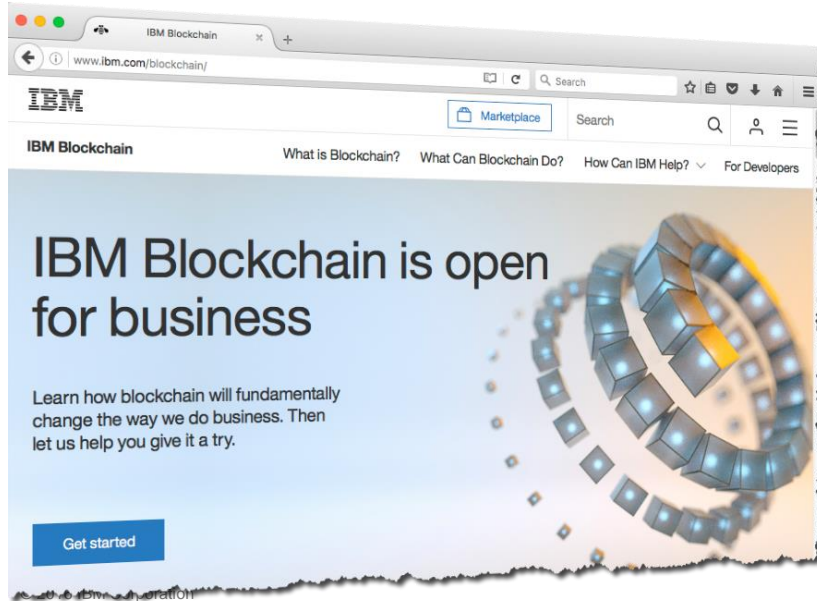 IBM Blockchain
www.ibm.com/blockchain/
Search
IBM
Marketplace
Search
IBM Blockchain
What is Blockchain?
What Can Blockchain Do?
How Can IBM Help?
For Developers
IBM Blockchain is open
for business
Learn how blockchain will fundamentally
change the way we do business. Then
let us help you give it a try.
Get started
IBM Corporation